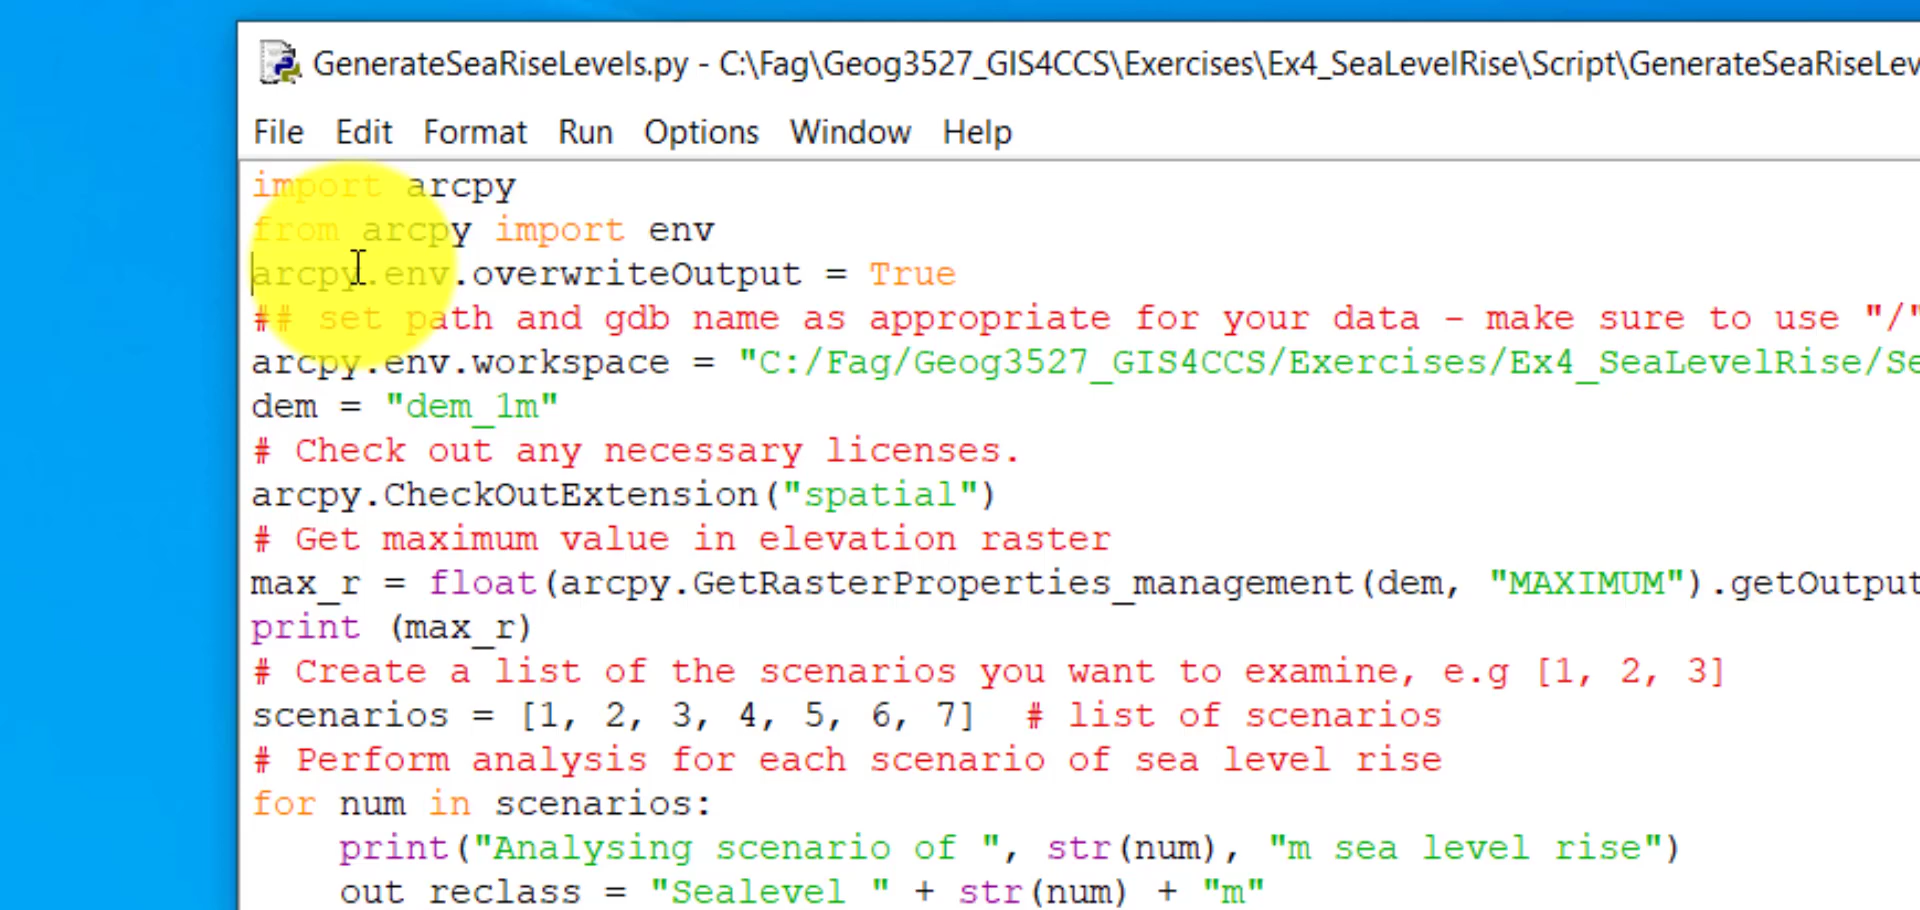 GenerateSeaRiseLevels.py - C:\Fag\Geog3527_GIS4CCS\Exercises\Ex4_SeaLevelRise\Script\GenerateSeaRiseLev
File Edit Format Run Options Window Help
import arcpy
from arcpy import env
arcpy.env.overwriteOutput = True
## set path and gdb name as appropriate for your data - make sure to use "/"
arcpy.env.workspace = "C:/Fag/Geog3527_GIS4CCS/Exercises/Ex4_SeaLevelRise/Se
dem = "dem_1m"
# Check out any necessary licenses.
arcpy.CheckOutExtension("spatial")
# Get maximum value in elevation raster
max_r = float(arcpy.GetRasterProperties_management(dem, "MAXIMUM").getOutput
print (max_r)
# Create a list of the scenarios you want to examine, e.g [1, 2, 3]
scenarios = [1, 2, 3, 4, 5, 6, 7]  # list of scenarios
# Perform analysis for each scenario of sea level rise
for num in scenarios:
    print("Analysing scenario of ", str(num), "m sea level rise")
    out reclass = "Sealevel " + str(num) + "m"